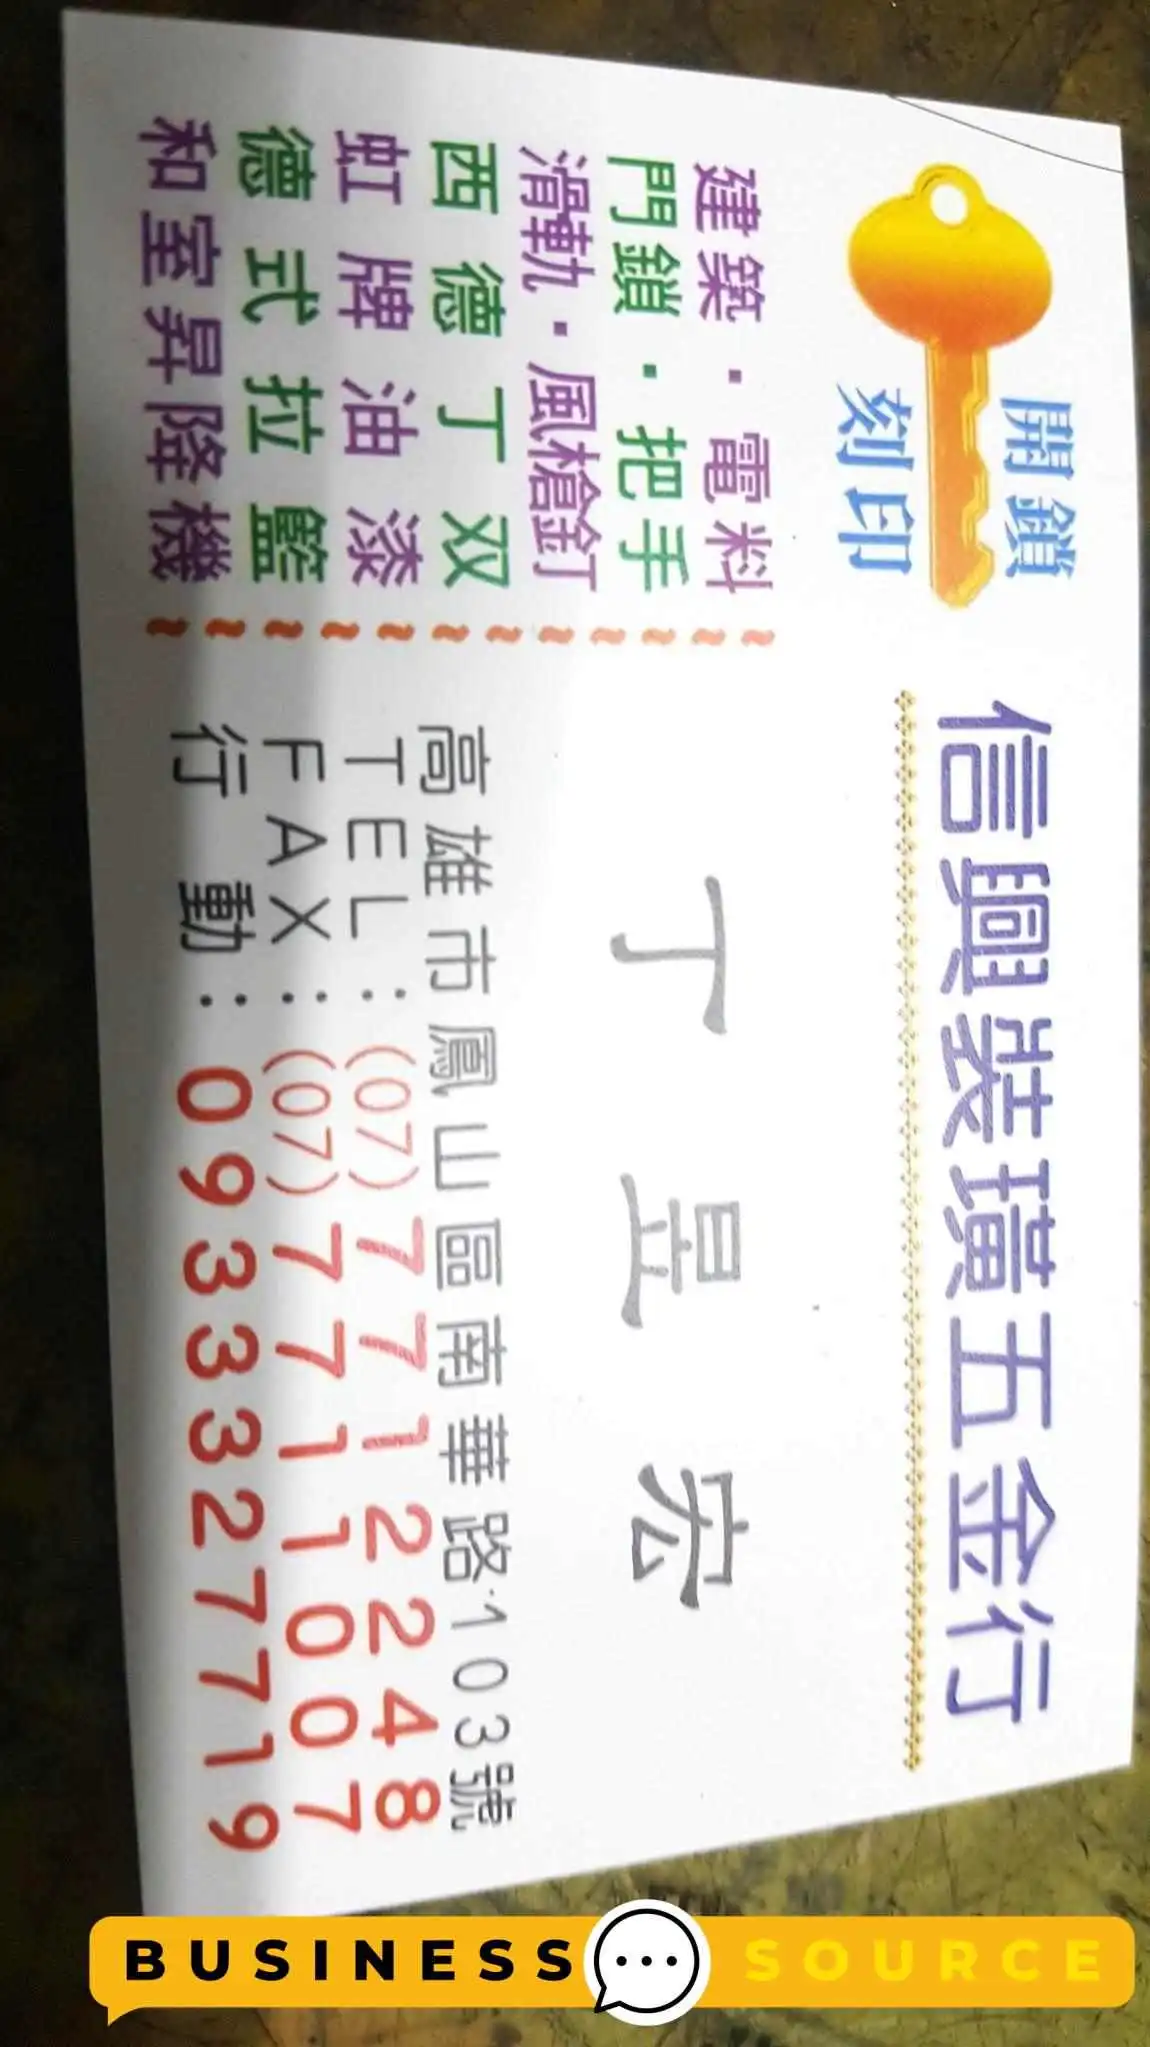 開鎖
刻印
信興裝璜五金行
建築．電料
門鎖．把手
滑軌．風槍釘
西德丁双
虹牌油漆
德式拉籃
和室昇降機
丁昱宏
高雄市鳳山區南華路103號
TEL:(07)7712248
FAX:(07)7711007
行動:0933327719
BUSINESS SOURCE